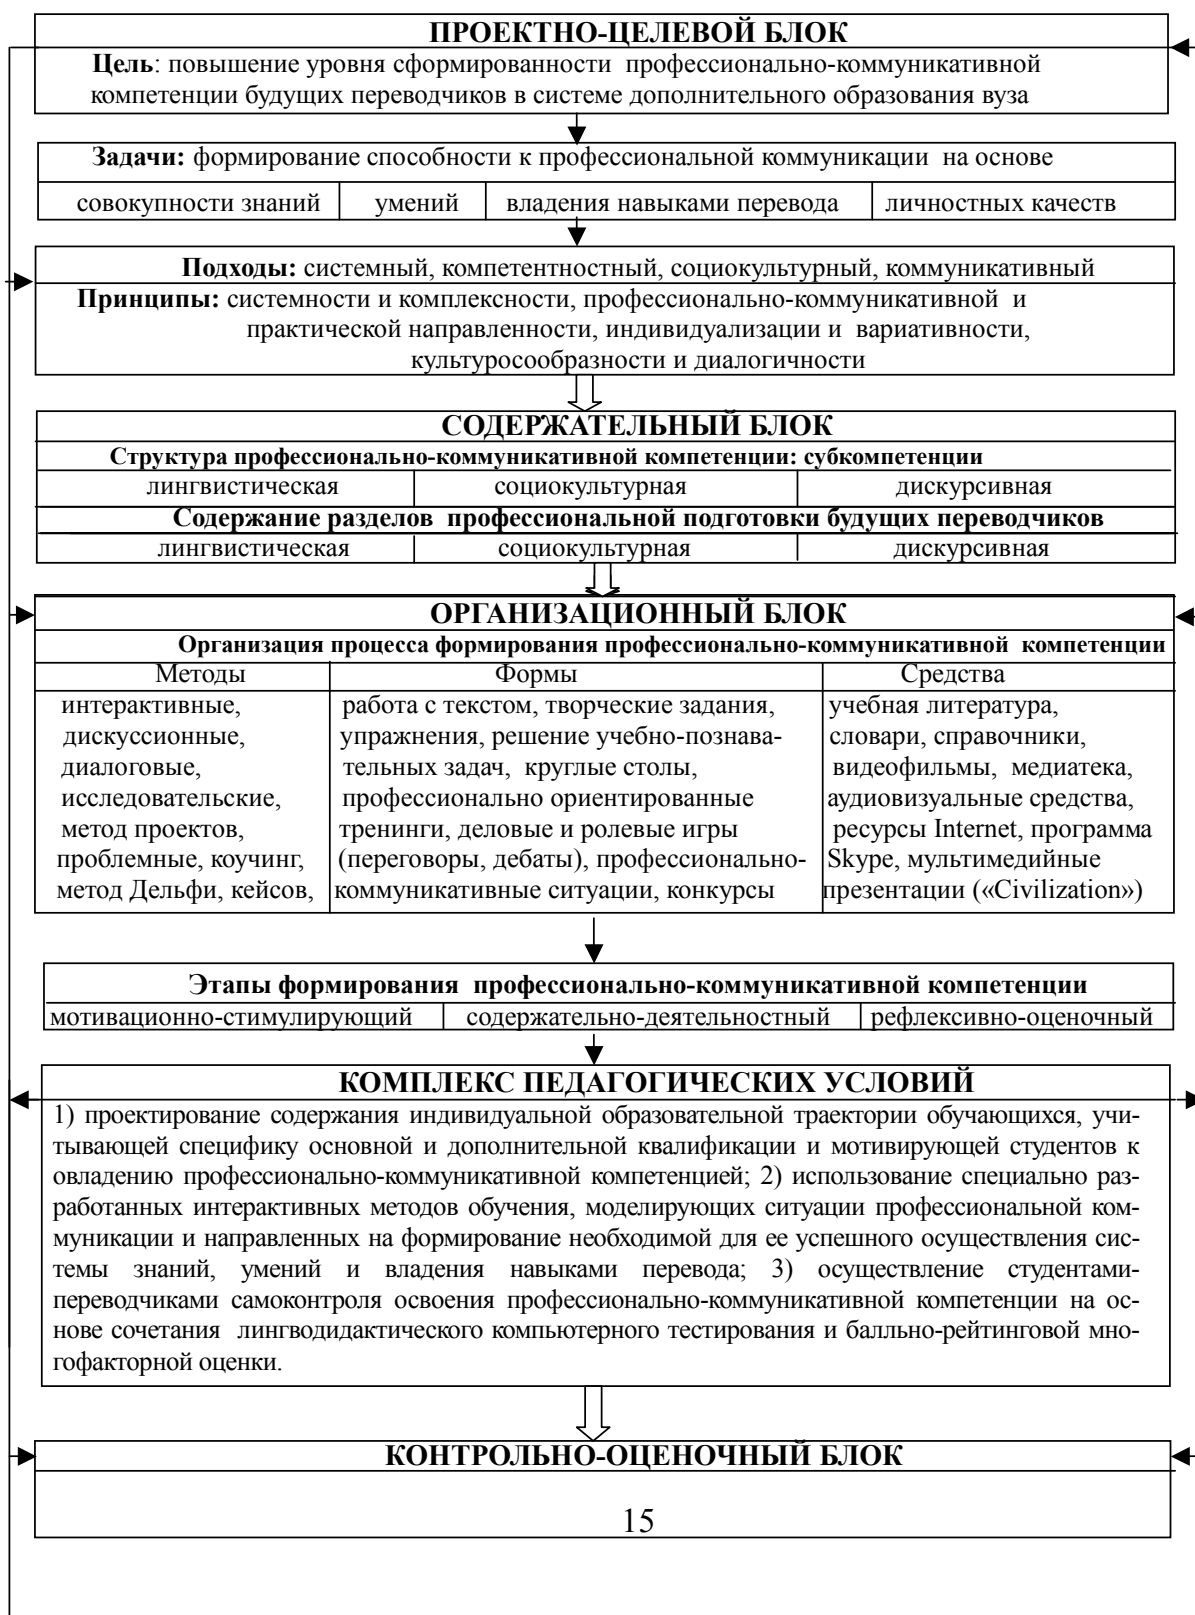 ПРОЕКТНО-ЦЕЛЕВОЙ БЛОК
Цель: повышение уровня сформированности профессионально-коммуникативной
компетенции будущих переводчиков в системе дополнительного образования вуза
Задачи: формирование способности к профессиональной коммуникации на основе
совокупности знаний умений владения навыками перевода личностных качеств
Подходы: системный, компетентностный, социокультурный, коммуникативный
Принципы: системности и комплексности, профессионально-коммуникативной и
практической направленности, индивидуализации и вариативности,
культуросообразности и диалогичности
СОДЕРЖАТЕЛЬНЫЙ БЛОК
Структура профессионально-коммуникативной компетенции: субкомпетенции
лингвистическая социокультурная дискурсивная
Содержание разделов профессиональной подготовки будущих переводчиков
лингвистическая социокультурная дискурсивная
ОРГАНИЗАЦИОННЫЙ БЛОК
Организация процесса формирования профессионально-коммуникативной компетенции
Методы Формы Средства
интерактивные, работа с текстом, творческие задания, учебная литература,
дискуссионные, упражнения, решение учебно-познава- словари, справочники,
диалоговые, тельных задач, круглые столы, видеофильмы, медиатека,
исследовательские, профессионально ориентированные аудиовизуальные средства,
метод проектов, тренинги, деловые и ролевые игры ресурсы Internet, программа
проблемные, коучинг, (переговоры, дебаты), профессионально- Skype, мультимедийные
метод Дельфи, кейсов, коммуникативные ситуации, конкурсы презентации («Civilization»)
Этапы формирования профессионально-коммуникативной компетенции
мотивационно-стимулирующий содержательно-деятельностный рефлексивно-оценочный
КОМПЛЕКС ПЕДАГОГИЧЕСКИХ УСЛОВИЙ
1) проектирование содержания индивидуальной образовательной траектории обучающихся, учи-
тывающей специфику основной и дополнительной квалификации и мотивирующей студентов к
овладению профессионально-коммуникативной компетенцией; 2) использование специально раз-
работанных интерактивных методов обучения, моделирующих ситуации профессиональной ком-
муникации и направленных на формирование необходимой для ее успешного осуществления сис-
темы знаний, умений и владения навыками перевода; 3) осуществление студентами-
переводчиками самоконтроля освоения профессионально-коммуникативной компетенции на ос-
нове сочетания лингводидактического компьютерного тестирования и балльно-рейтинговой мно-
гофакторной оценки.
КОНТРОЛЬНО-ОЦЕНОЧНЫЙ БЛОК
15